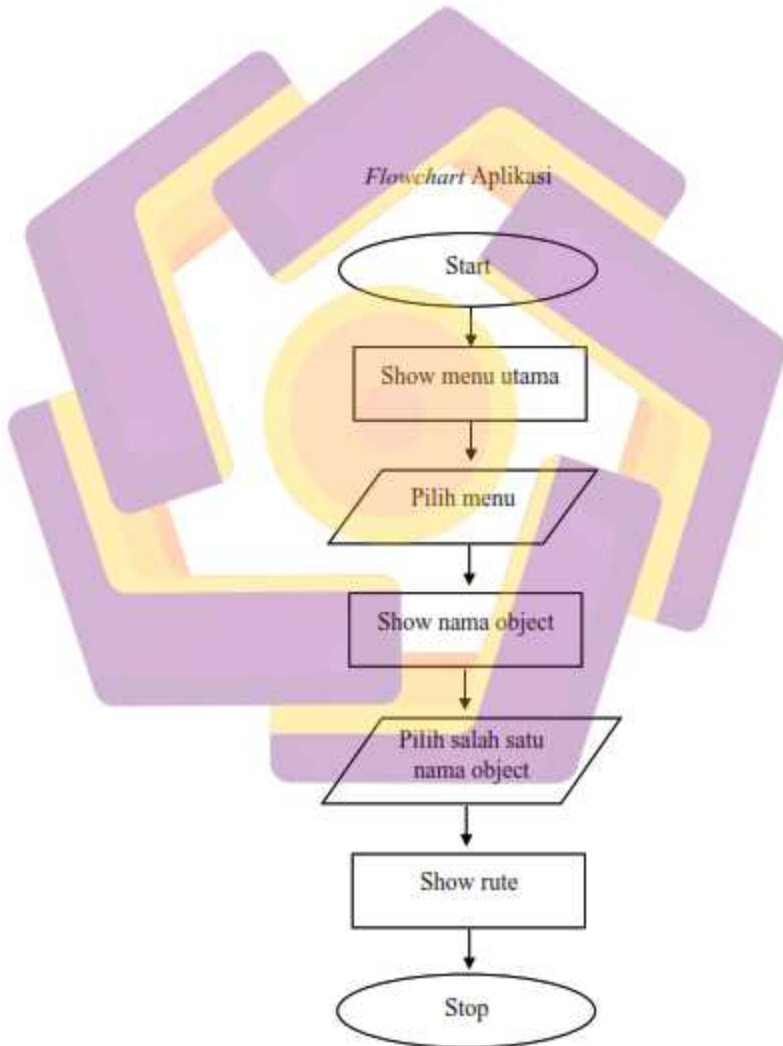 Flowchart Aplikasi
Start
Show menu utama
Pilih menu
Show nama object
Pilih salah satu
nama object
Show rute
Stop